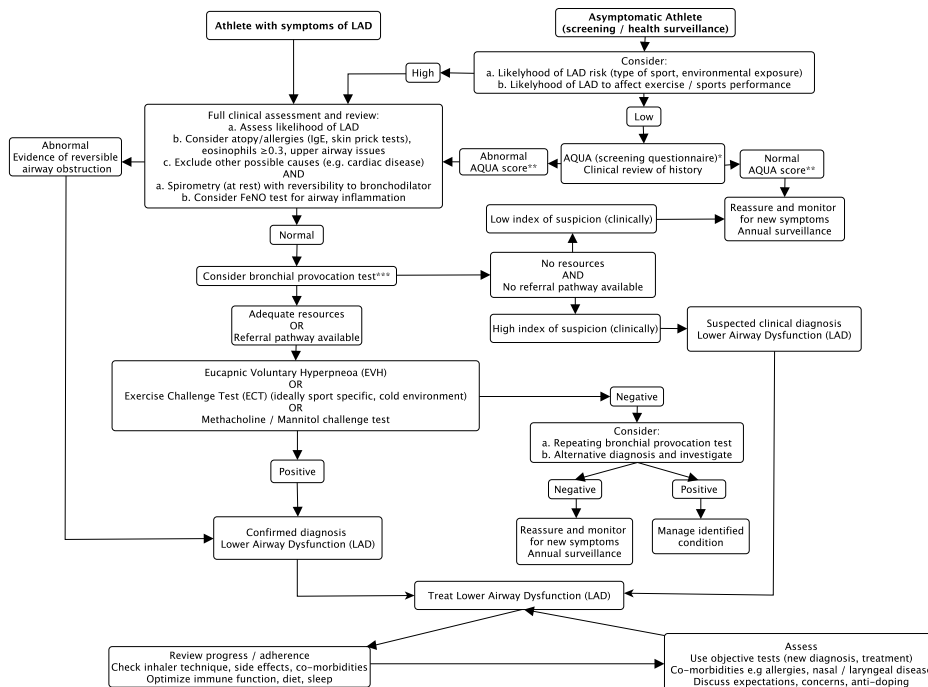 Athlete with symptoms of LAD
Asymptomatic Athlete
(screening / health surveillance)
Consider:
a. Likelyhood of LAD risk (type of sport, environmental exposure)
b. Likelyhood of LAD to affect exercise / sports performance
High
Low
Full clinical assessment and review:
a. Assess likelihood of LAD
b. Consider atopy/allergies (IgE, skin prick tests),
eosinophils ≥0.3, upper airway issues
c. Exclude other possible causes (e.g. cardiac disease)
AND
a. Spirometry (at rest) with reversibility to bronchodilator
b. Consider FeNO test for airway inflammation
Abnormal
Evidence of reversible
airway obstruction
Abnormal
AQUA score**
AQUA (screening questionnaire)*
Clinical review of history
Normal
AQUA score**
Reassure and monitor
for new symptoms
Annual surveillance
Low index of suspicion (clinically)
Normal
Consider bronchial provocation test***
No resources
AND
No referral pathway available
Adequate resources
OR
Referral pathway available
High index of suspicion (clinically)
Suspected clinical diagnosis
Lower Airway Dysfunction (LAD)
Eucapnic Voluntary Hyperpneoa (EVH)
OR
Exercise Challenge Test (ECT) (ideally sport specific, cold environment)
OR
Methacholine / Mannitol challenge test
Negative
Consider:
a. Repeating bronchial provocation test
b. Alternative diagnosis and investigate
Positive
Negative
Positive
Reassure and monitor
for new symptoms
Annual surveillance
Manage identified
condition
Confirmed diagnosis
Lower Airway Dysfunction (LAD)
Treat Lower Airway Dysfunction (LAD)
Review progress / adherence
Check inhaler technique, side effects, co-morbidities
Optimize immune function, diet, sleep
Assess
Use objective tests (new diagnosis, treatment)
Co-morbidities e.g allergies, nasal / laryngeal disease
Discuss expectations, concerns, anti-doping